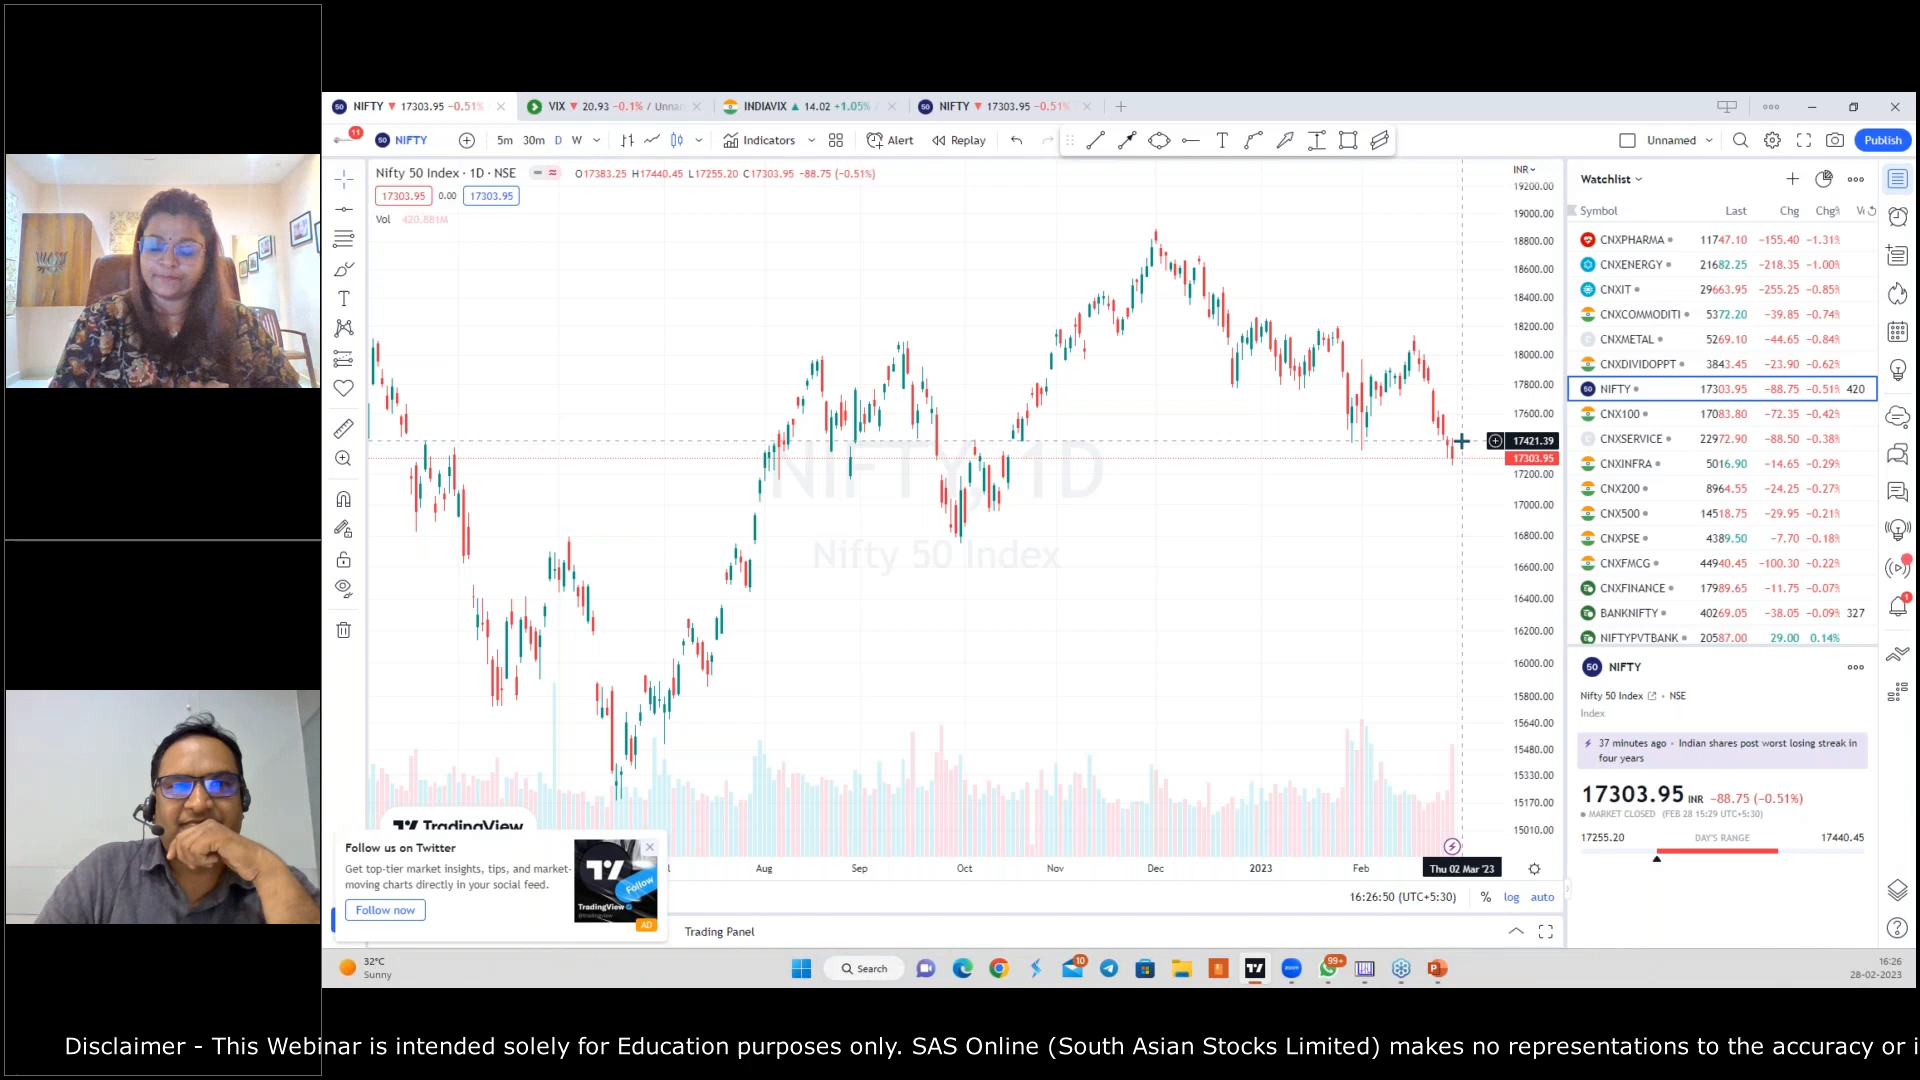 NIFTY ▼ 17303.95 −0.51%
VIX ▼ 20.93 −0.1% / Unnan
INDIAVIX ▲ 14.02 +1.05% /
NIFTY ▼ 17303.95 −0.51%
11
NIFTY
5m 30m D W
Indicators
Alert
Replay
Unnamed
Publish
Nifty 50 Index · 1D · NSE
O17383.25 H17440.45 L17255.20 C17303.95 −88.75 (−0.51%)
17303.95 0.00 17303.95
Vol 420.881M
NIFTY, 1D
Nifty 50 Index
INR
19200.00
19000.00
18800.00
18600.00
18400.00
18200.00
18000.00
17800.00
17600.00
17421.39
17303.95
17200.00
17000.00
16800.00
16600.00
16400.00
16200.00
16000.00
15800.00
15640.00
15480.00
15330.00
15170.00
15010.00
Aug Sep Oct Nov Dec 2023 Feb Thu 02 Mar '23
16:26:50 (UTC+5:30) % log auto
Trading Panel
TradingView
Follow us on Twitter
Get top-tier market insights, tips, and market-
moving charts directly in your social feed.
Follow now
Follow
TradingView
AD
Watchlist
Symbol Last Chg Chg%
CNXPHARMA 11747.10 −155.40 −1.31%
CNXENERGY 21682.25 −218.35 −1.00%
CNXIT 29663.95 −255.25 −0.85%
CNXCOMMODITI 5372.20 −39.85 −0.74%
CNXMETAL 5269.10 −44.65 −0.84%
CNXDIVIDOPPT 3843.45 −23.90 −0.62%
NIFTY 17303.95 −88.75 −0.51% 420
CNX100 17083.80 −72.35 −0.42%
CNXSERVICE 22972.90 −88.50 −0.38%
CNXINFRA 5016.90 −14.65 −0.29%
CNX200 8964.55 −24.25 −0.27%
CNX500 14518.75 −29.95 −0.21%
CNXPSE 4389.50 −7.70 −0.18%
CNXFMCG 44940.45 −100.30 −0.22%
CNXFINANCE 17989.65 −11.75 −0.07%
BANKNIFTY 40269.05 −38.05 −0.09% 327
NIFTYPVTBANK 20587.00 29.00 0.14%
50 NIFTY
Nifty 50 Index · NSE
Index
37 minutes ago · Indian shares post worst losing streak in
four years
17303.95 INR −88.75 (−0.51%)
MARKET CLOSED (FEB 28 15:29 UTC+5:30)
17255.20 DAY'S RANGE 17440.45
1
32°C
Sunny
Search
10
99+
16:26
28-02-2023
Disclaimer - This Webinar is intended solely for Education purposes only. SAS Online (South Asian Stocks Limited) makes no representations to the accuracy or i